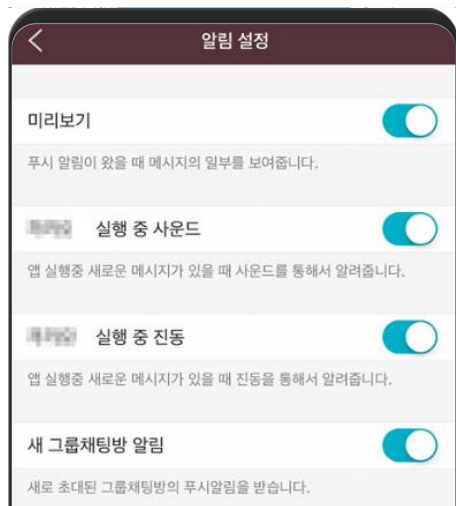 알림 설정
미리보기
푸시 알림이 왔을 때 메시지의 일부를 보여줍니다.
실행 중 사운드
앱 실행중 새로운 메시지가 있을 때 사운드를 통해서 알려줍니다.
실행 중 진동
앱 실행중 새로운 메시지가 있을 때 진동을 통해서 알려줍니다.
새 그룹채팅방 알림
새로 초대된 그룹채팅방의 푸시알림을 받습니다.